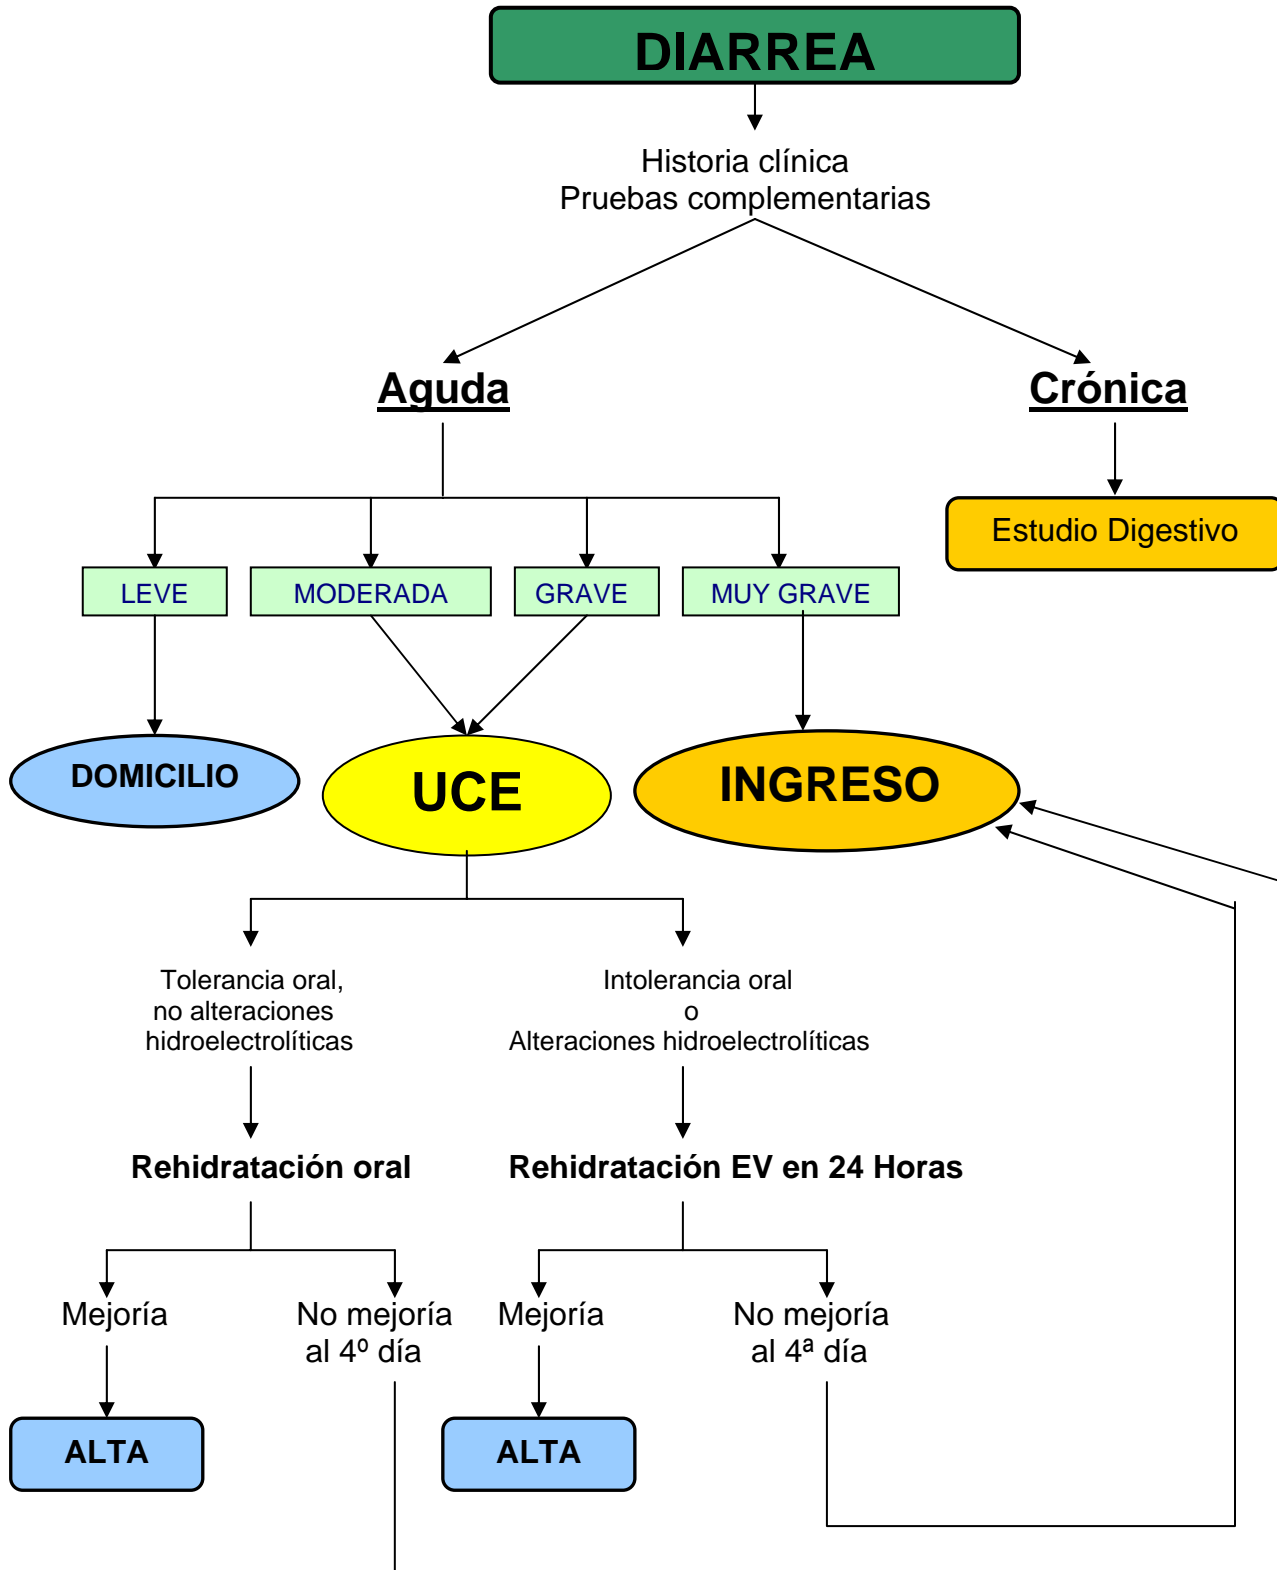 DIARREA
Historia clínica
Pruebas complementarias
Aguda
Crónica
Estudio Digestivo
LEVE
MODERADA
GRAVE
MUY GRAVE
DOMICILIO
UCE
INGRESO
Tolerancia oral,
no alteraciones
hidroelectrolíticas
Intolerancia oral
o
Alteraciones hidroelectrolíticas
Rehidratación oral
Rehidratación EV en 24 Horas
Mejoría
No mejoría
al 4º día
Mejoría
No mejoría
al 4ª día
ALTA
ALTA